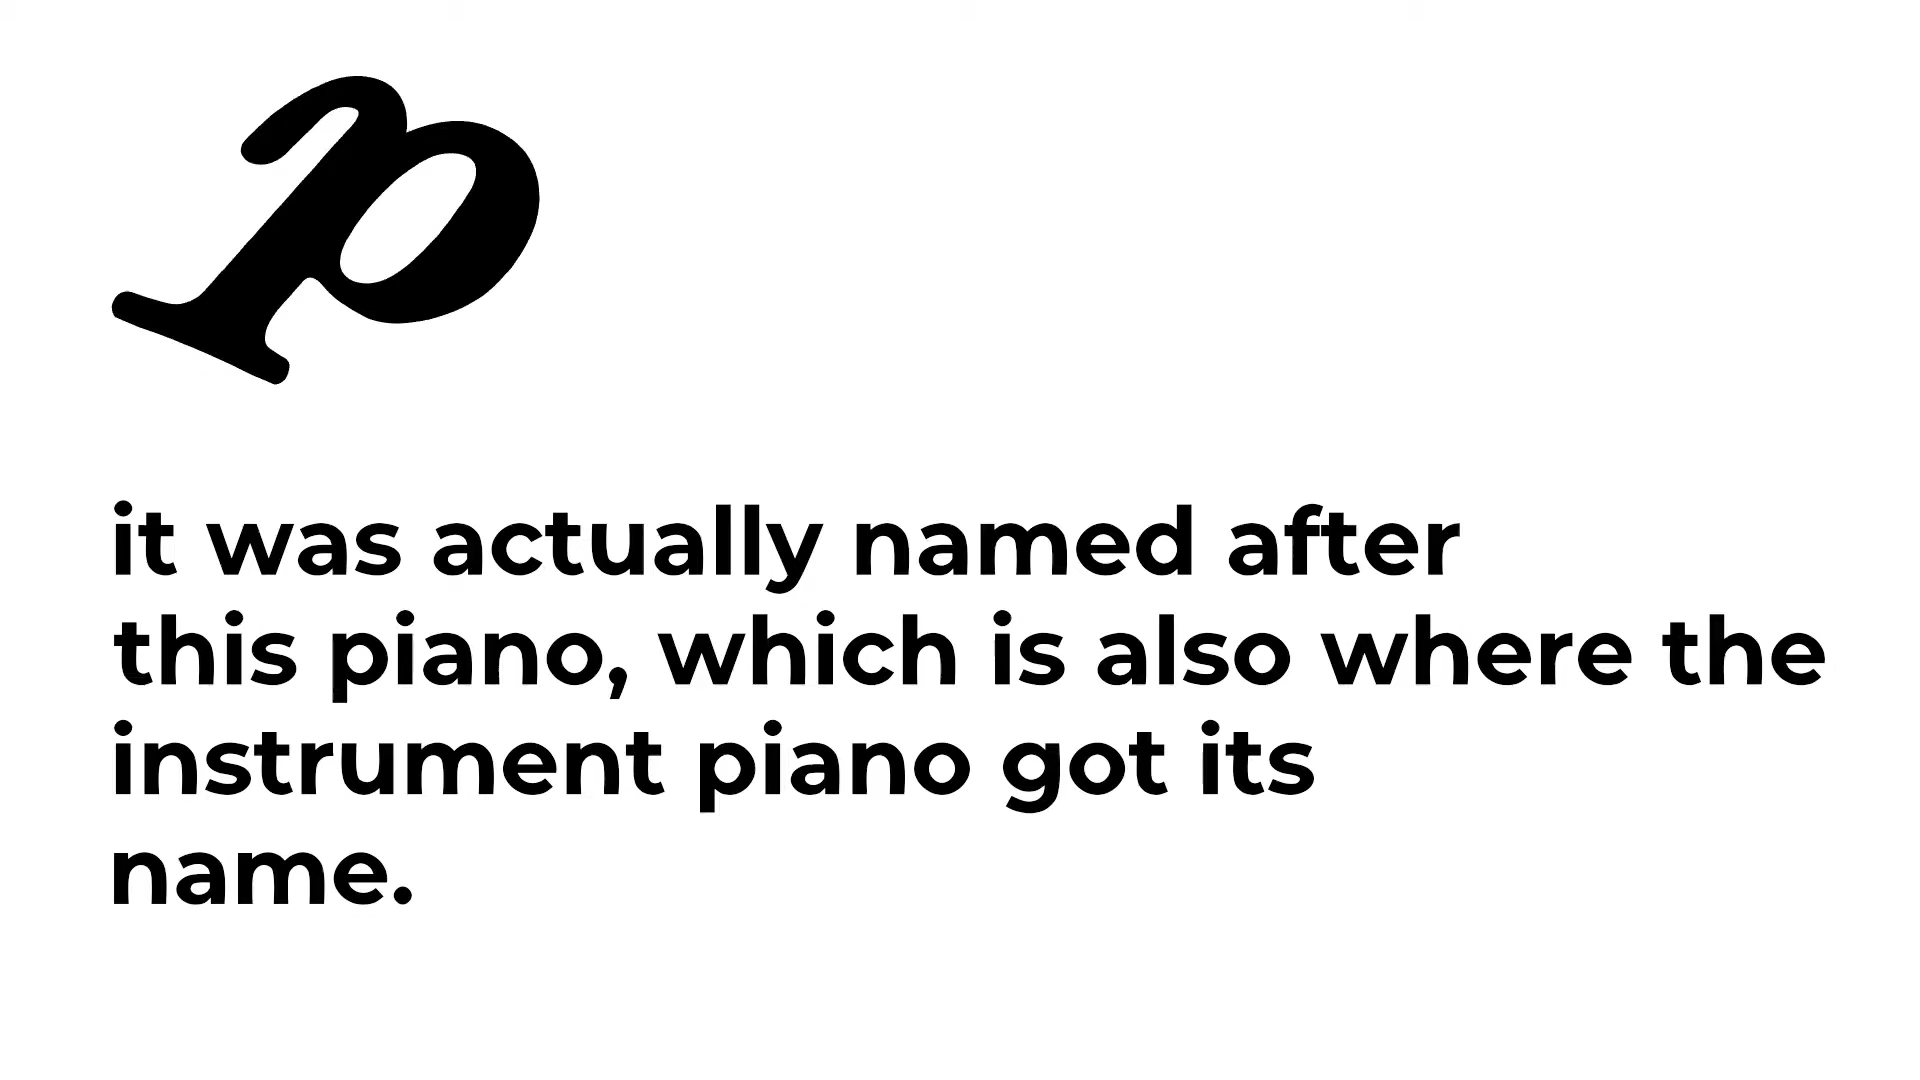 p
it was actually named after
this piano, which is also where the
instrument piano got its
name.